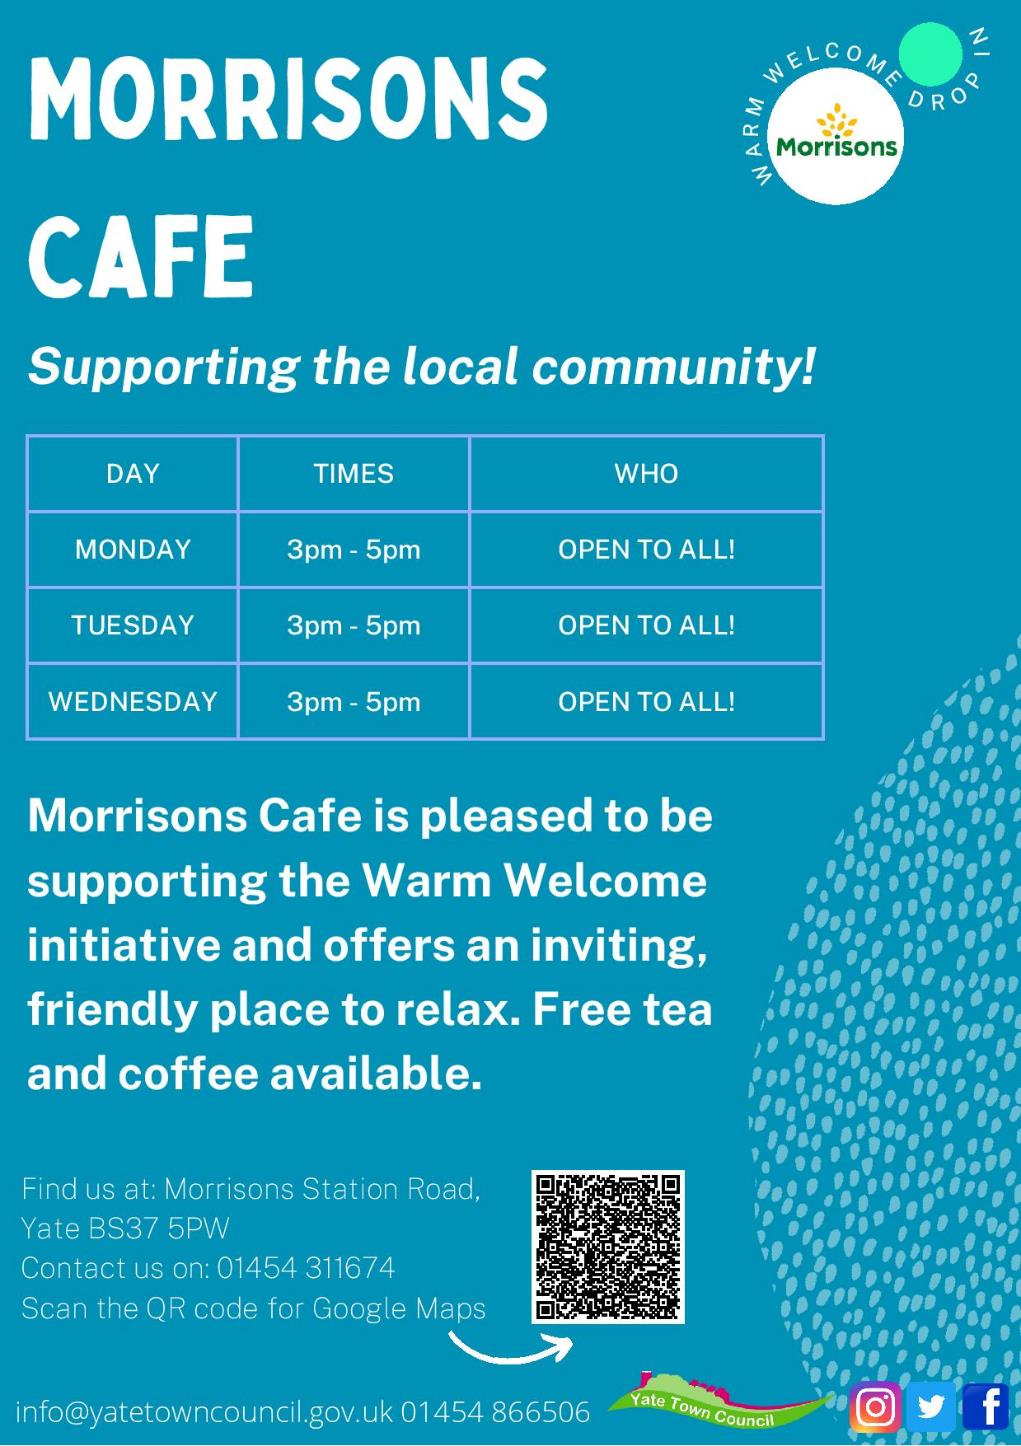 MORRISONS
CAFE
WARM WELCOME DROP IN
Morrisons
Supporting the local community!
DAY TIMES WHO
MONDAY 3pm - 5pm OPEN TO ALL!
TUESDAY 3pm - 5pm OPEN TO ALL!
WEDNESDAY 3pm - 5pm OPEN TO ALL!
Morrisons Cafe is pleased to be
supporting the Warm Welcome
initiative and offers an inviting,
friendly place to relax. Free tea
and coffee available.
Find us at: Morrisons Station Road,
Yate BS37 5PW
Contact us on: 01454 311674
Scan the QR code for Google Maps
info@yatetowncouncil.gov.uk 01454 866506
Yate Town Council